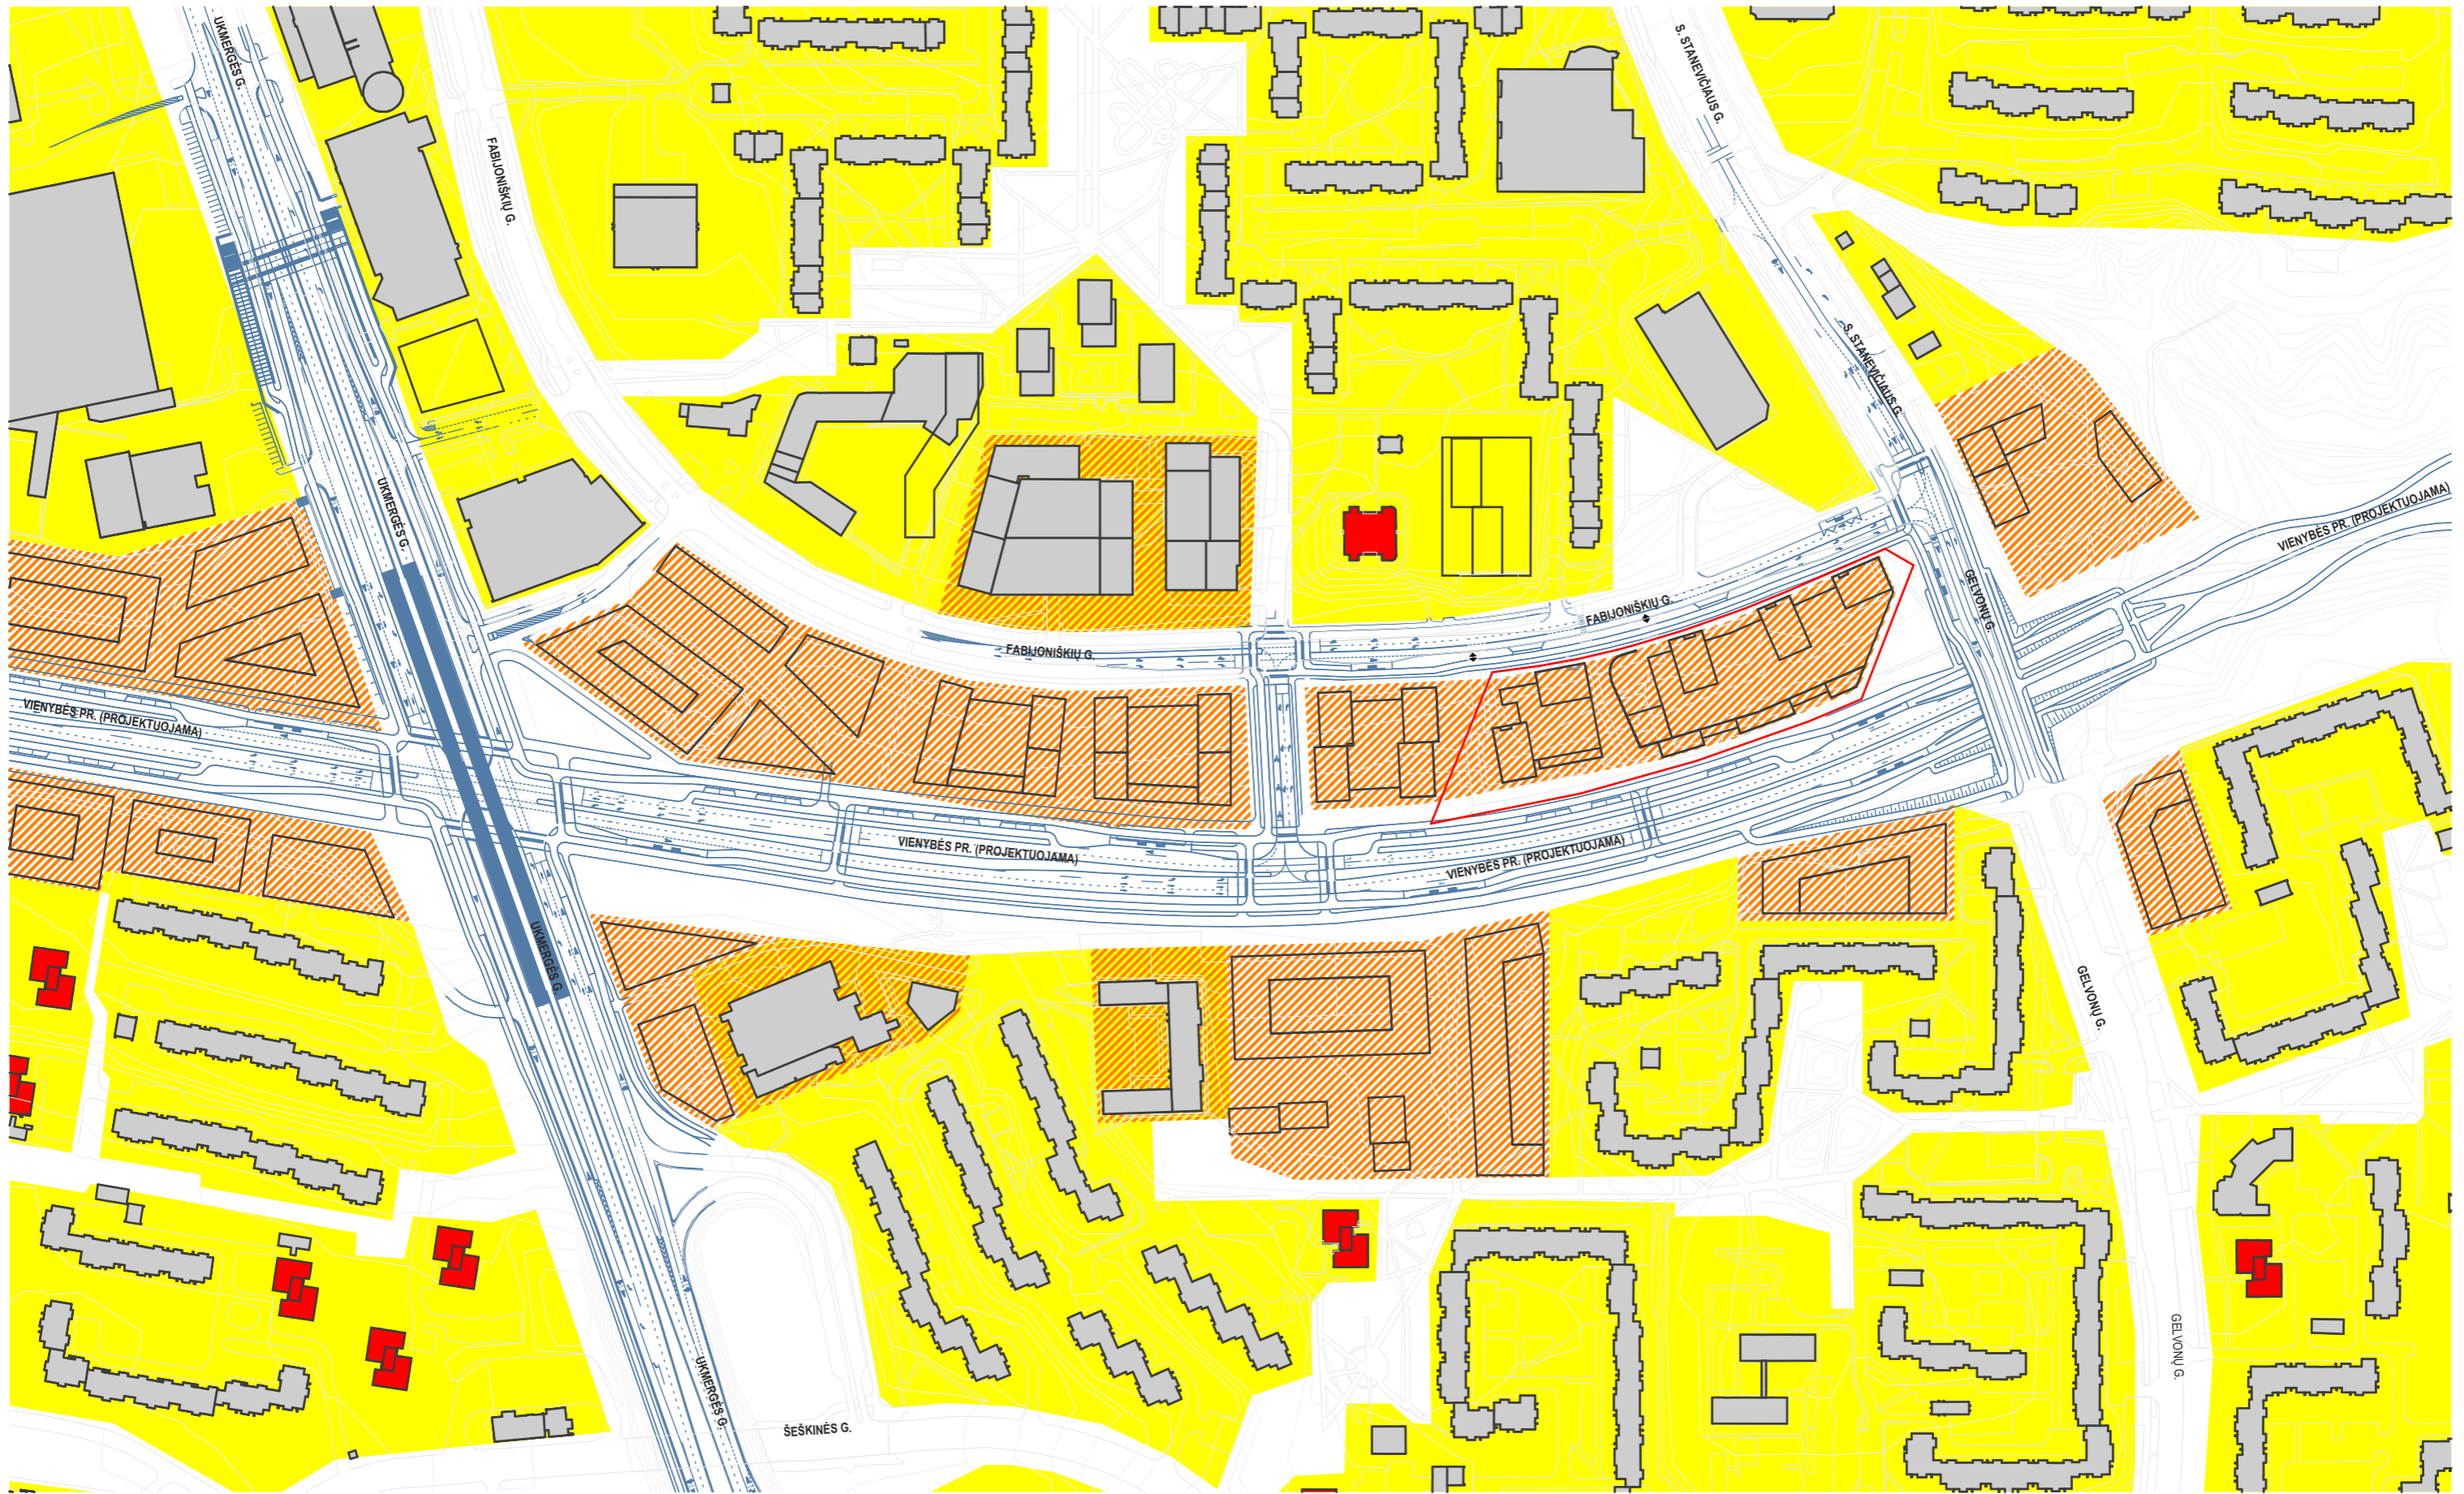 UKMERGĖS G.
S. STANEVIČIAUS G.
FABIJONIŠKIŲ G.
S. STANEVIČIAUS G.
UKMERGĖS G.
VIENYBĖS PR. (PROJEKTUOJAMA)
GELVONŲ G.
FABIJONIŠKIŲ G.
FABIJONIŠKIŲ G.
VIENYBĖS PR. (PROJEKTUOJAMA)
VIENYBĖS PR. (PROJEKTUOJAMA)
VIENYBĖS PR. (PROJEKTUOJAMA)
UKMERGĖS G.
GELVONŲ G.
GELVONŲ G.
UKMERGĖS G.
ŠEŠKINĖS G.